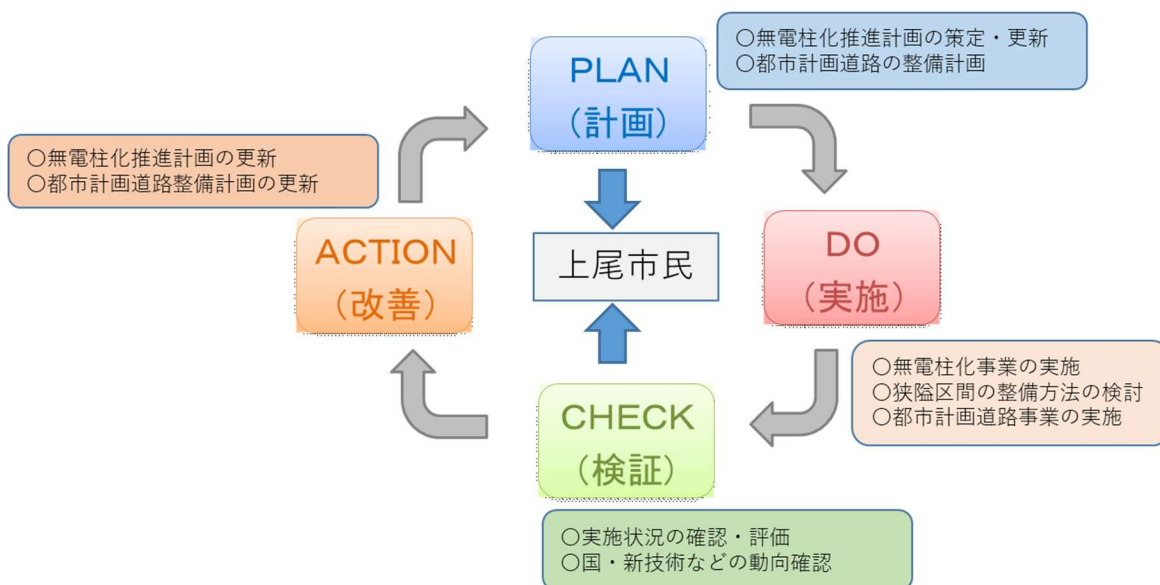 PLAN
(計画)
○無電柱化推進計画の策定・更新
○都市計画道路の整備計画
○無電柱化推進計画の更新
○都市計画道路整備計画の更新
ACTION
(改善)
上尾市民
DO
(実施)
○無電柱化事業の実施
○狭隘区間の整備方法の検討
○都市計画道路事業の実施
CHECK
(検証)
○実施状況の確認・評価
○国・新技術などの動向確認